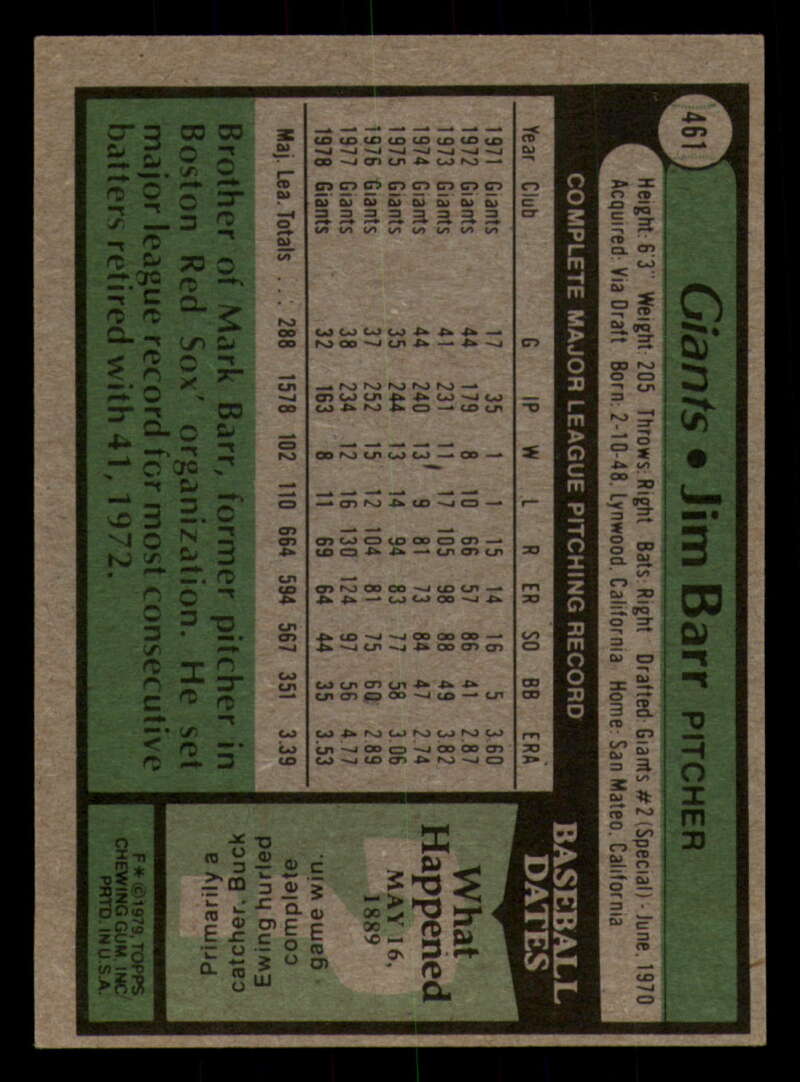 461
Giants • Jim Barr PITCHER
Height: 6'3" Weight: 205 Throws: Right Bats: Right Drafted: Giants #2 (Special) - June, 1970
Acquired: Via Draft Born: 2-10-48, Lynwood, California Home: San Mateo, California
COMPLETE MAJOR LEAGUE PITCHING RECORD
Year Club G IP W L R ER SO BB ERA
1971 Giants 17 35 1 1 15 14 16 5 3.60
1972 Giants 44 179 8 10 66 57 86 41 2.87
1973 Giants 41 231 11 17 105 98 88 49 3.82
1974 Giants 44 240 13 9 81 73 84 47 2.74
1975 Giants 35 244 13 14 94 83 77 58 3.06
1976 Giants 37 252 15 12 104 81 75 60 2.89
1977 Giants 38 234 12 16 130 124 97 56 4.77
1978 Giants 32 163 8 11 69 64 44 35 3.53
Maj. Lea. Totals . . . 288 1578 102 110 664 594 567 351 3.39
Brother of Mark Barr, former pitcher in
Boston Red Sox' organization. He set
major league record for most consecutive
batters retired with 41, 1972.
BASEBALL
DATES
What
Happened
MAY 16,
1889
Primarily a
catcher, Buck
Ewing hurled
complete
game win.
F * © 1979, TOPPS
CHEWING GUM, INC.
PRTD. IN U.S.A.